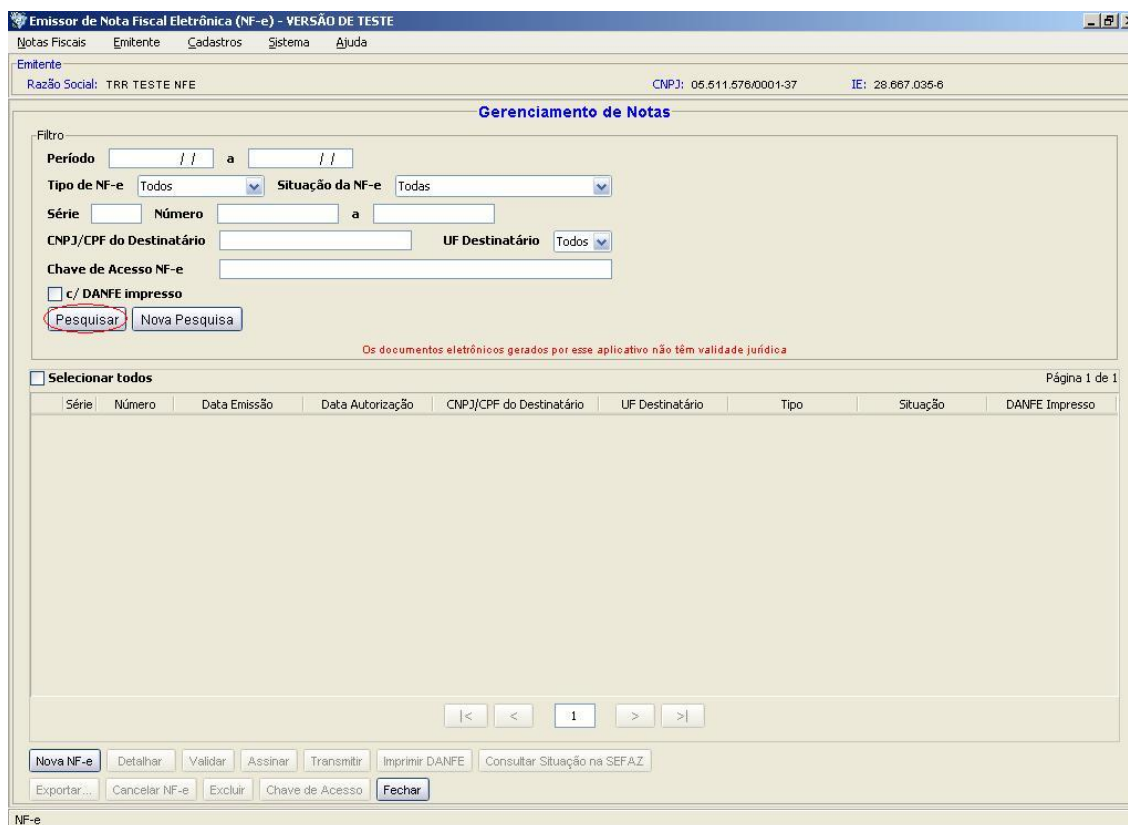 Emissor de Nota Fiscal Eletrônica (NF-e) - VERSÃO DE TESTE
Notas Fiscais Emitente Cadastros Sistema Ajuda
Emitente
Razão Social: TRR TESTE NFE CNPJ: 05.511.576/0001-37 IE: 28.667.035-6
Gerenciamento de Notas
Filtro
Período / / a / /
Tipo de NF-e Todos Situação da NF-e Todas
Série Número a
CNPJ/CPF do Destinatário UF Destinatário Todos
Chave de Acesso NF-e
c/ DANFE impresso
Pesquisar Nova Pesquisa
Os documentos eletrônicos gerados por esse aplicativo não têm validade jurídica
Selecionar todos Página 1 de 1
Série Número Data Emissão Data Autorização CNPJ/CPF do Destinatário UF Destinatário Tipo Situação DANFE Impresso
|< < 1 > >|
Nova NF-e Detalhar Validar Assinar Transmitir Imprimir DANFE Consultar Situação na SEFAZ
Exportar... Cancelar NF-e Excluir Chave de Acesso Fechar
NF-e